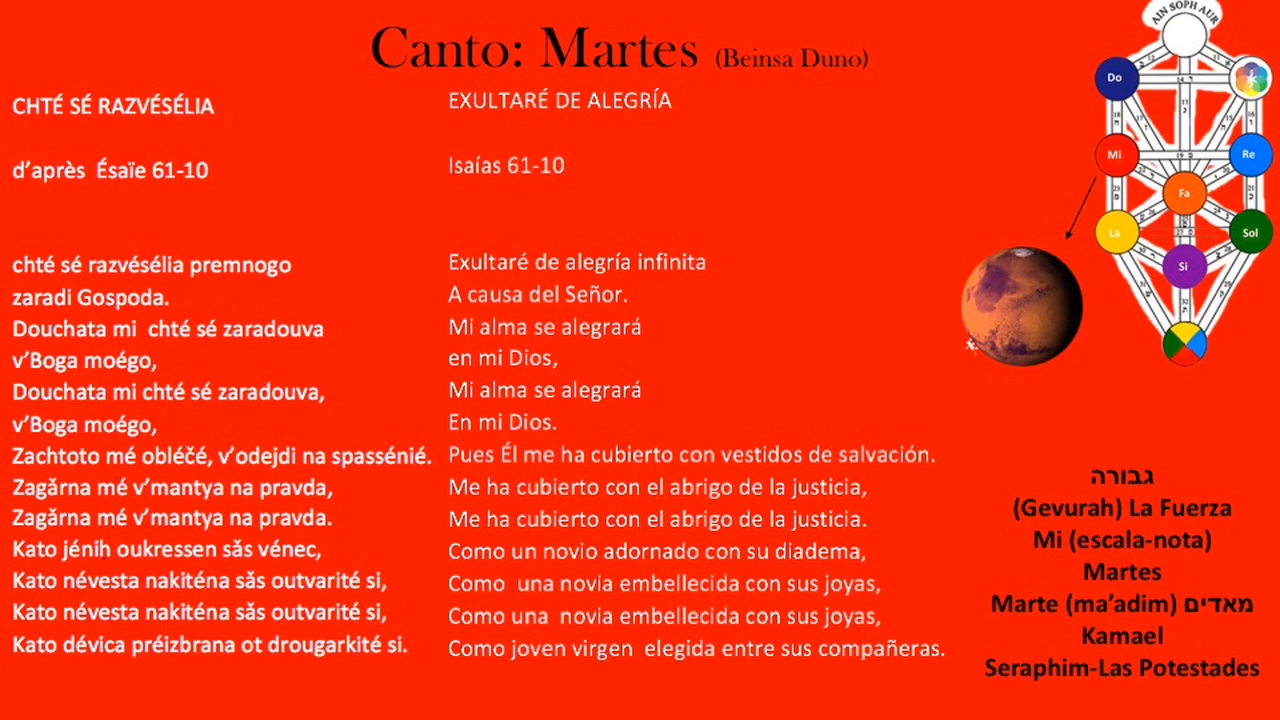 Canto: Martes (Beinsa Duno)
CHTÉ SÉ RAZVÉSÉLIA
d’après Ésaïe 61-10
chté sé razvésélia premnogo
zaradi Gospoda.
Douchata mi chté sé zaradouva
v’Boga moégo,
Douchata mi chté sé zaradouva,
v’Boga moégo,
Zachtoto mé obléčé, v’odejdi na spassénié.
Zagǎrna mé v’mantya na pravda,
Zagǎrna mé v’mantya na pravda.
Kato jénih oukressen sǎs vénec,
Kato névesta nakiténa sǎs outvarité si,
Kato névesta nakiténa sǎs outvarité si,
Kato dévica préizbrana ot drougarkité si.
EXULTARÉ DE ALEGRÍA
Isaías 61-10
Exultaré de alegría infinita
A causa del Señor.
Mi alma se alegrará
en mi Dios,
Mi alma se alegrará
En mi Dios.
Pues Él me ha cubierto con vestidos de salvación.
Me ha cubierto con el abrigo de la justicia,
Me ha cubierto con el abrigo de la justicia.
Como un novio adornado con su diadema,
Como una novia embellecida con sus joyas,
Como una novia embellecida con sus joyas,
Como joven virgen elegida entre sus compañeras.
AIN SOPH AUR
Do
Mi
Re
Fa
La
Sol
Si
גבורה
(Gevurah) La Fuerza
Mi (escala-nota)
Martes
Marte (ma’adim) מאדים
Kamael
Seraphim-Las Potestades